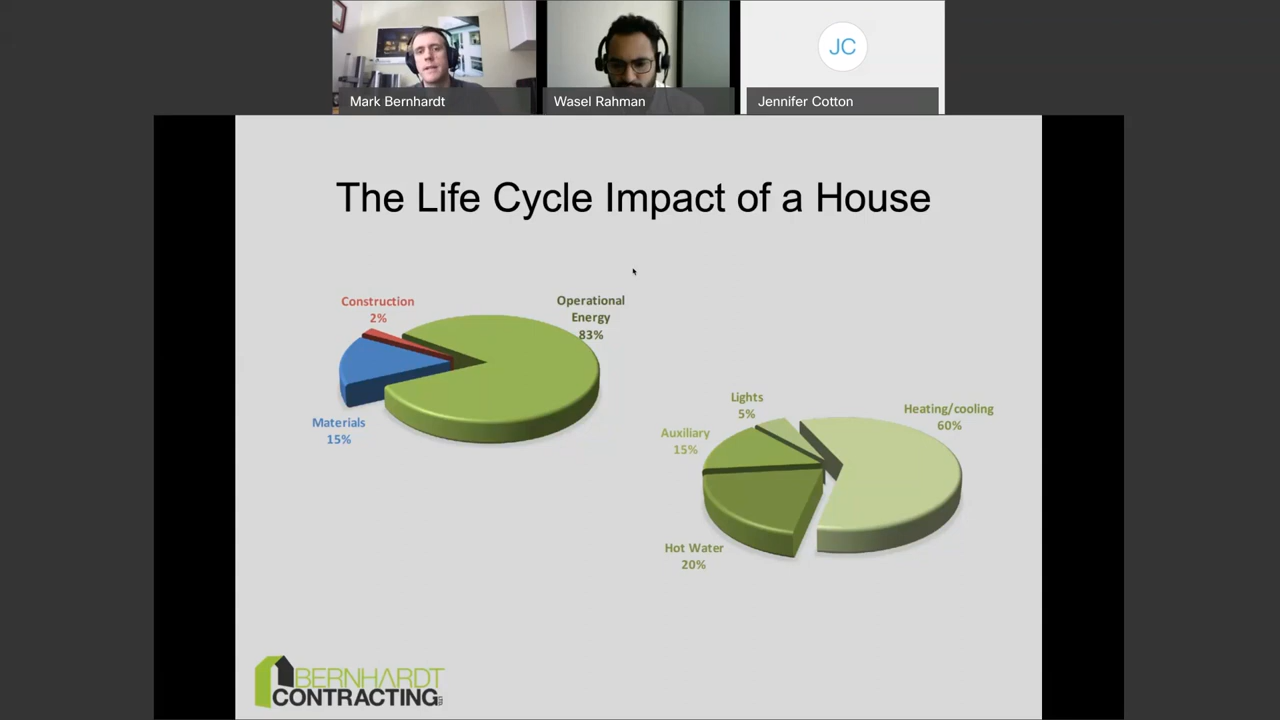 Mark Bernhardt
Wasel Rahman
JC
Jennifer Cotton
The Life Cycle Impact of a House
Construction
2%
Operational
Energy
83%
Materials
15%
Lights
5%
Heating/cooling
60%
Auxiliary
15%
Hot Water
20%
BERNHARDT
CONTRACTING